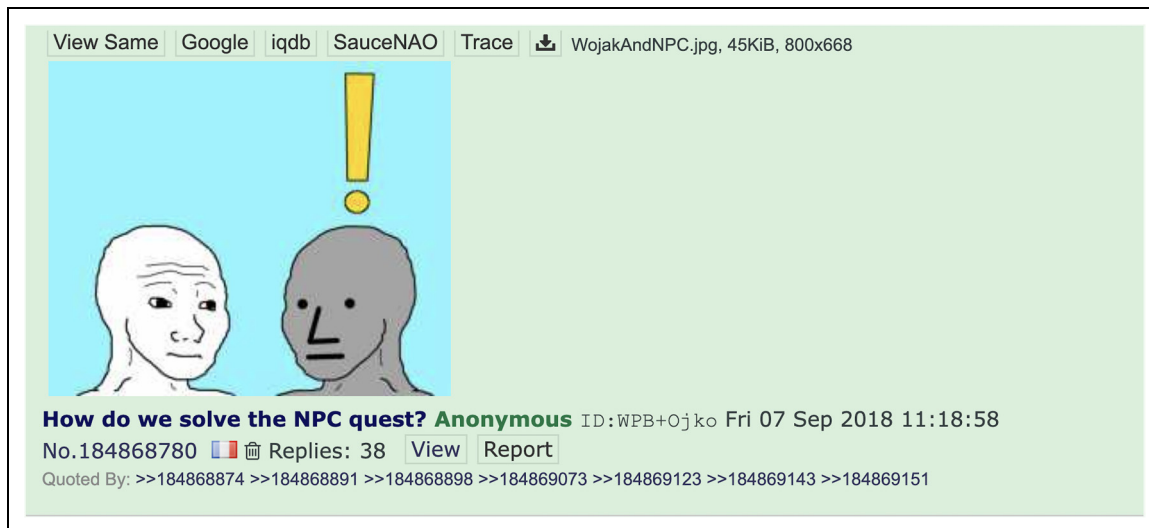 View Same Google iqdb SauceNAO Trace WojakAndNPC.jpg, 45KiB, 800x668
!
How do we solve the NPC quest? Anonymous ID:WPB+Ojko Fri 07 Sep 2018 11:18:58
No.184868780 Replies: 38 View Report
Quoted By: >>184868874 >>184868891 >>184868898 >>184869073 >>184869123 >>184869143 >>184869151